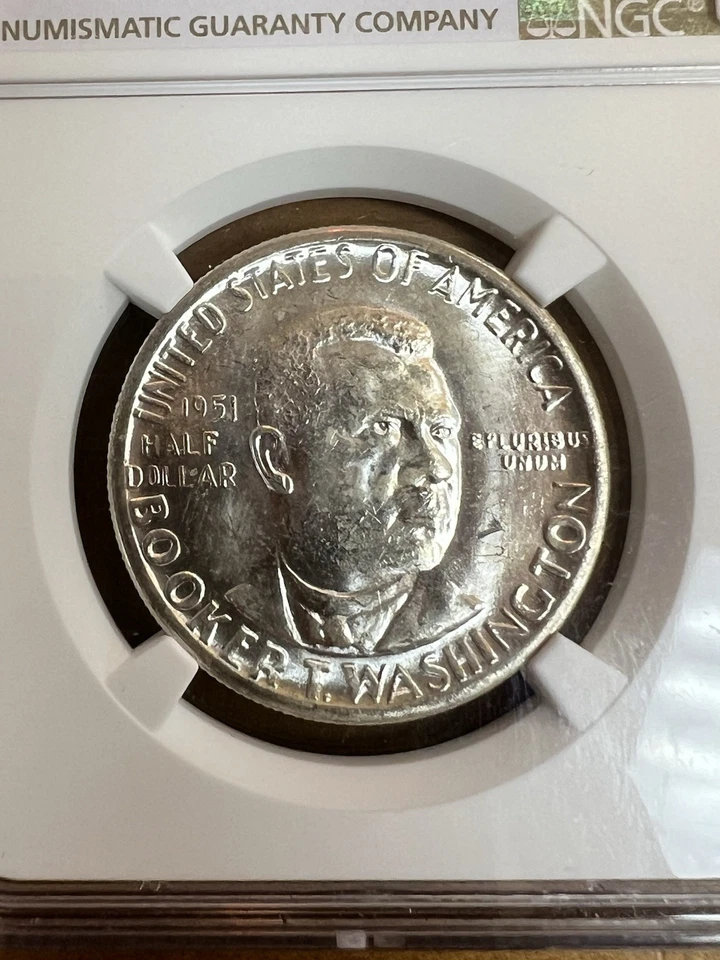 NUMISMATIC GUARANTY COMPANY
NGC
UNITED STATES OF AMERICA
1951
HALF
DOLLAR
E PLURIBUS
UNUM
BOOKER T. WASHINGTON